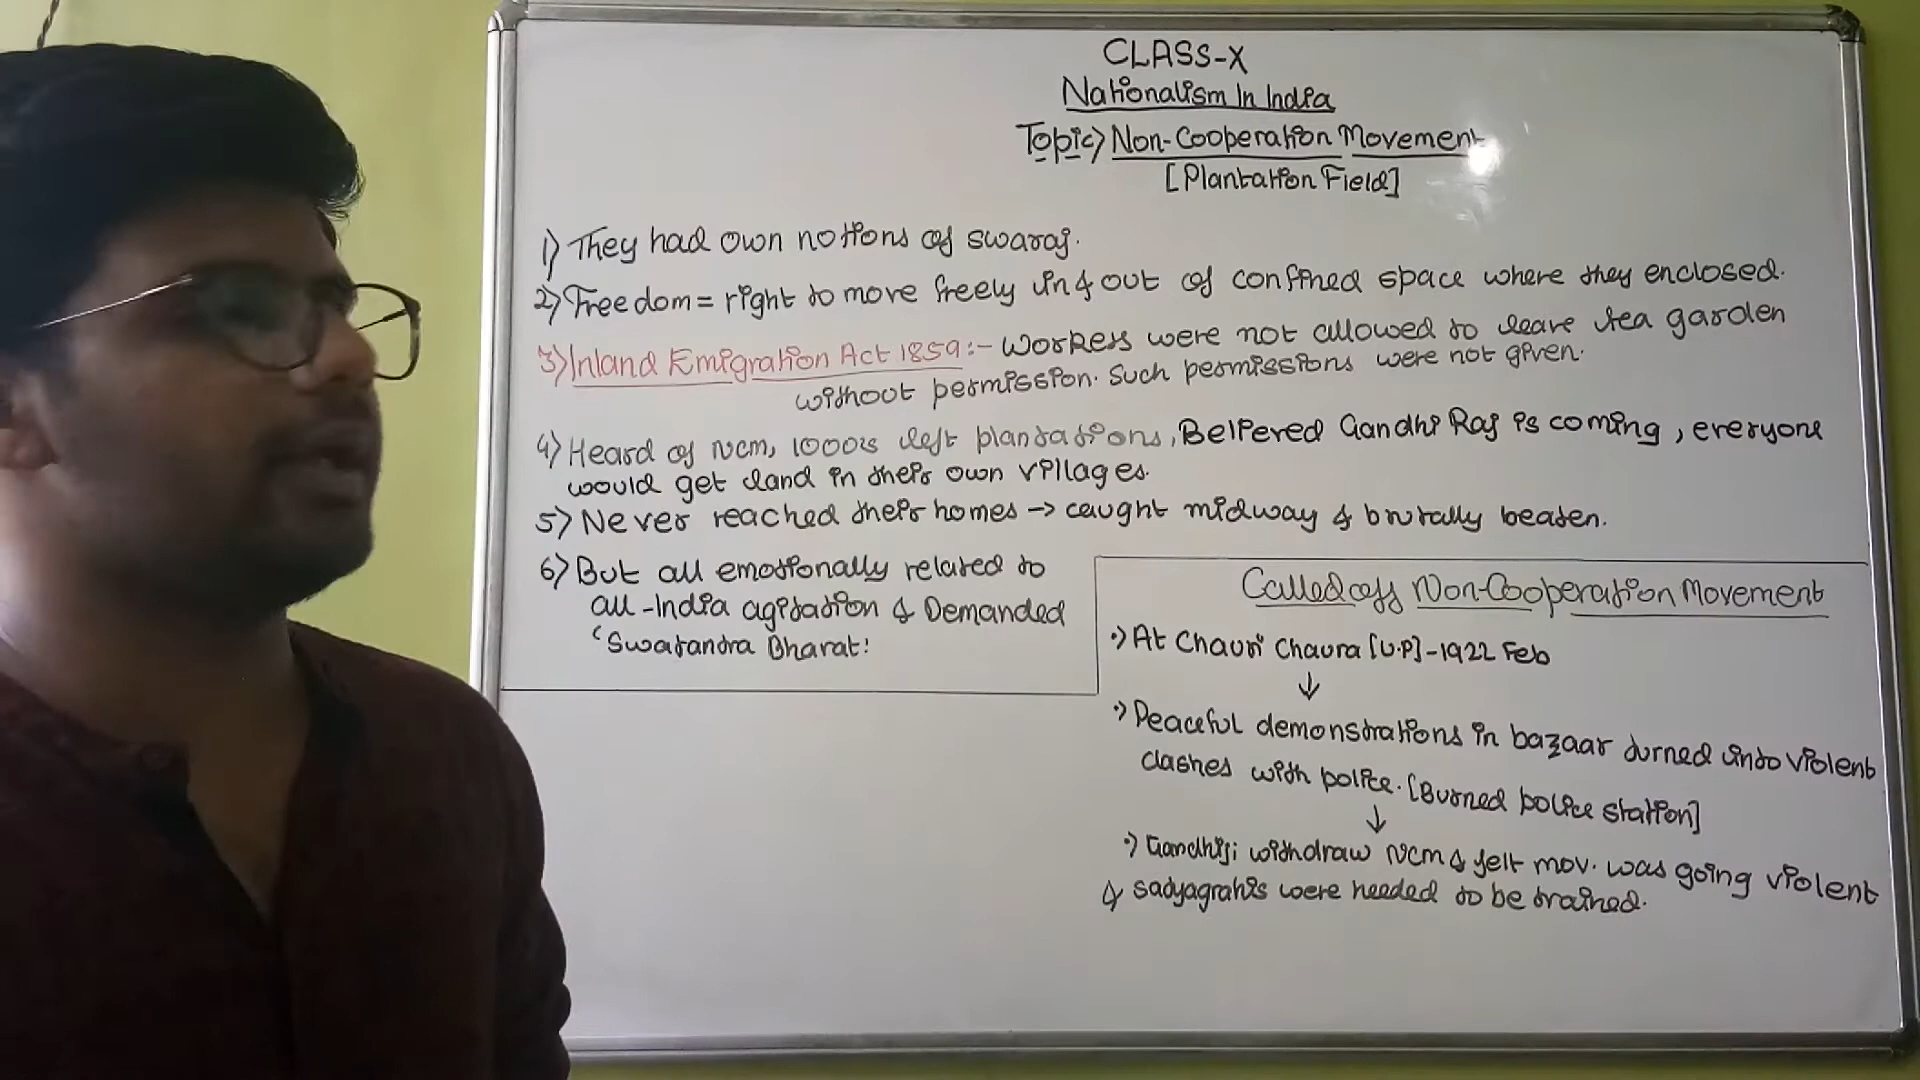 CLASS-X
Nationalism In India
Topic> Non-Cooperation Movement
[Plantation Field]
1) They had own notions of swaraj.
2) Freedom = right to move freely in & out of confined space where they enclosed.
3) Inland Emigration Act 1859:- Workers were not allowed to leave tea garden
without permission. Such permissions were not given.
4) Heard of NCM, 1000s left plantations, Believed Gandhi Raj is coming, everyone
would get land in their own villages.
5) Never reached their homes → caught midway & brutally beaten.
6) But all emotionally related to
all-India agitation & Demanded
'Swatantra Bharat!
Called off Non-Cooperation Movement
•) At Chauri Chaura [U.P] - 1922 Feb
↓
•) Peaceful demonstrations in bazaar turned into violent
clashes with police. [Burned police station]
↓
•) Gandhiji withdraw NCM & felt mov. was going violent
& satyagrahis were needed to be trained.